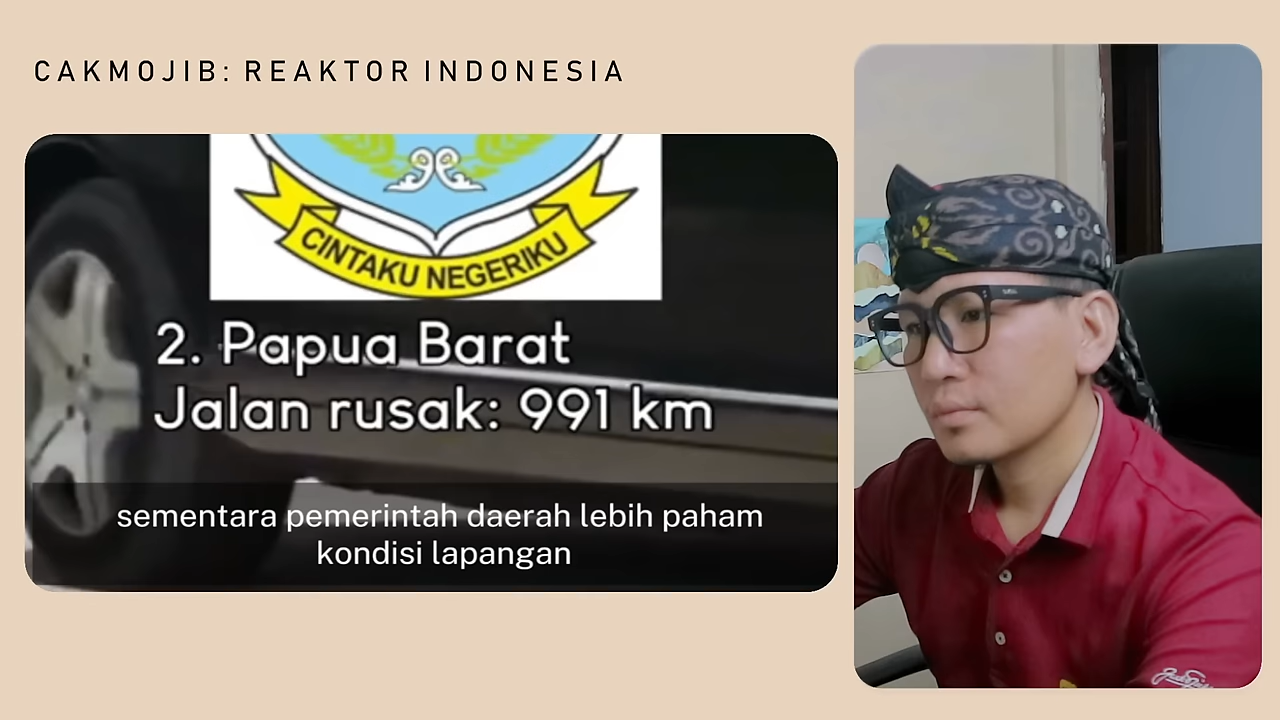 CAKMOJIB: REAKTOR INDONESIA
CINTAKU NEGERIKU
2. Papua Barat
Jalan rusak: 991 km
sementara pemerintah daerah lebih paham
kondisi lapangan